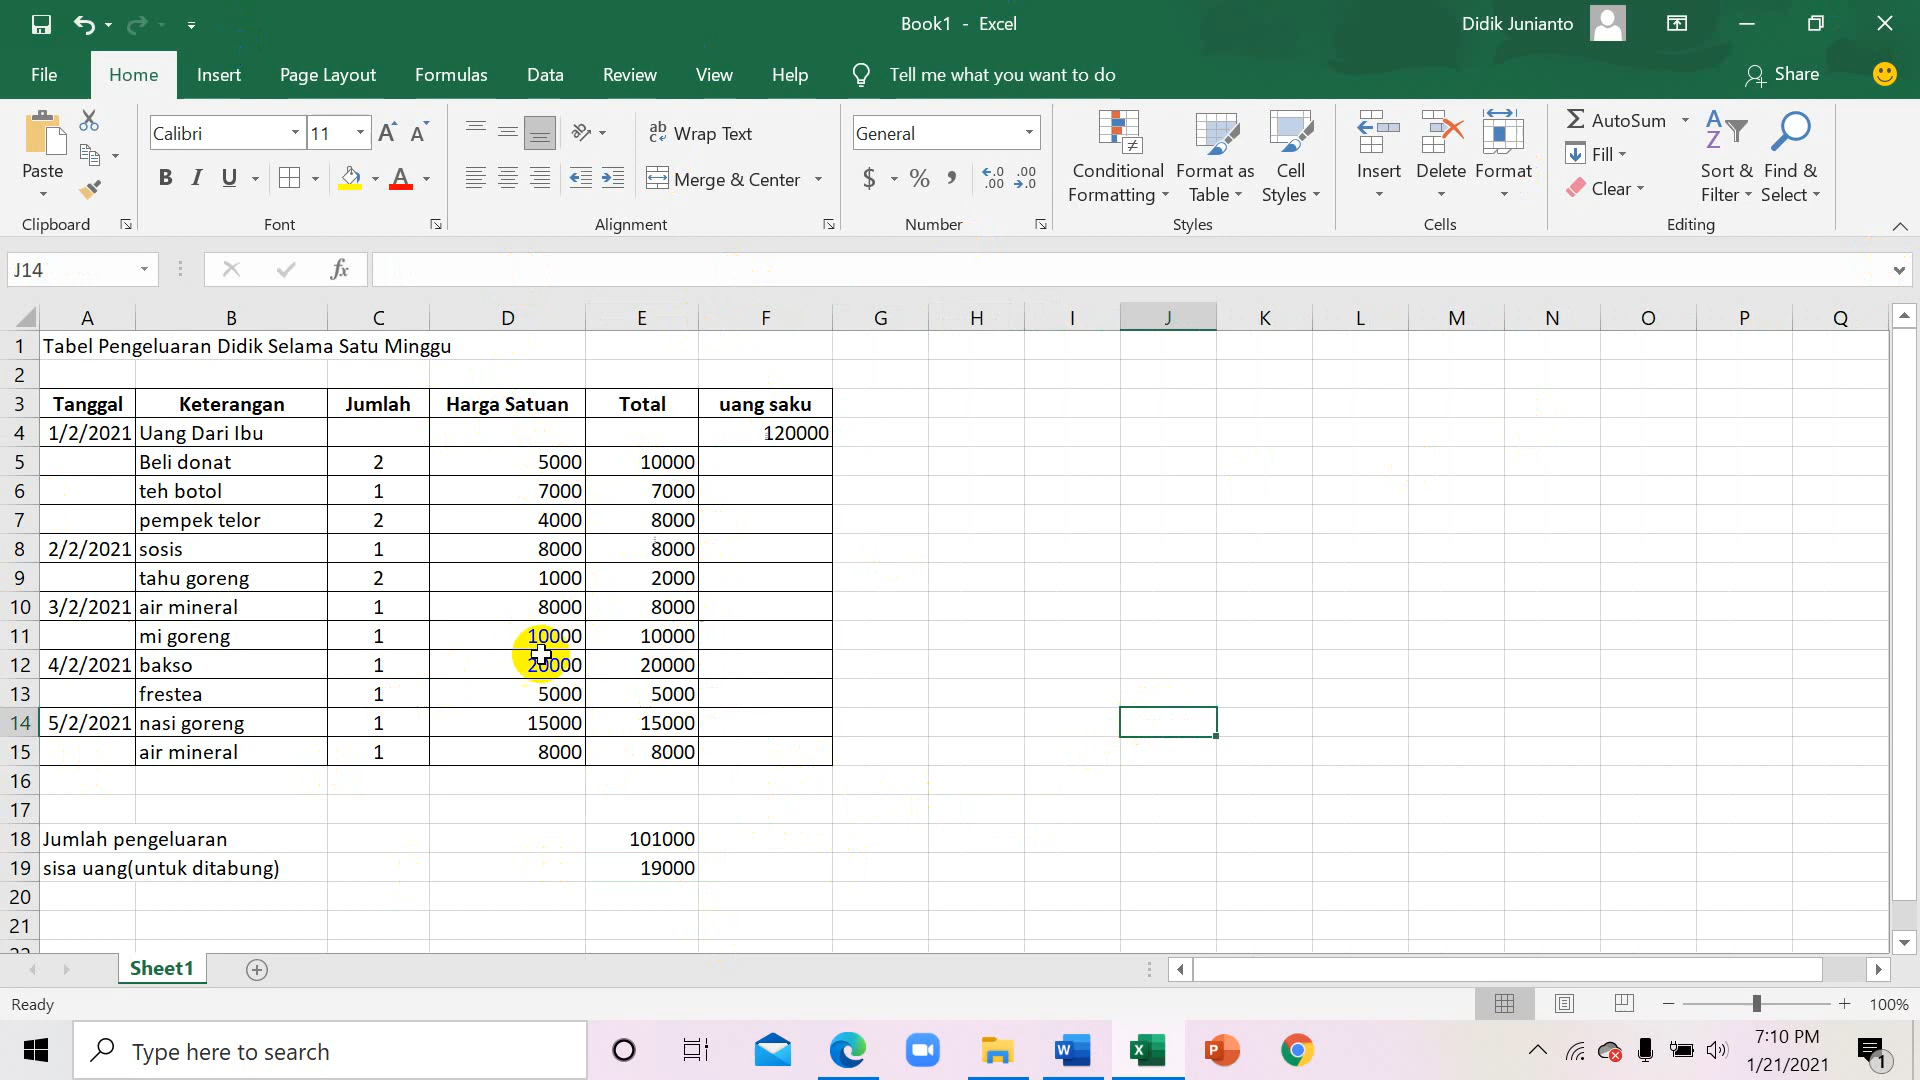 Book1 - Excel
Didik Junianto
File Home Insert Page Layout Formulas Data Review View Help Tell me what you want to do Share
Paste
Clipboard
Calibri 11
B I U
Font
ab Wrap Text
Merge & Center
Alignment
General
$ % , .00 .00
Number
Conditional Formatting
Format as Table
Cell Styles
Styles
Insert Delete Format
Cells
AutoSum
Fill
Clear
Sort & Filter
Find & Select
Editing
J14 fx
A B C D E F G H I J K L M N O P Q
1 Tabel Pengeluaran Didik Selama Satu Minggu
2
3 Tanggal Keterangan Jumlah Harga Satuan Total uang saku
4 1/2/2021 Uang Dari Ibu 120000
5 Beli donat 2 5000 10000
6 teh botol 1 7000 7000
7 pempek telor 2 4000 8000
8 2/2/2021 sosis 1 8000 8000
9 tahu goreng 2 1000 2000
10 3/2/2021 air mineral 1 8000 8000
11 mi goreng 1 10000 10000
12 4/2/2021 bakso 1 20000 20000
13 frestea 1 5000 5000
14 5/2/2021 nasi goreng 1 15000 15000
15 air mineral 1 8000 8000
16
17
18 Jumlah pengeluaran 101000
19 sisa uang(untuk ditabung) 19000
20
21
Sheet1
Ready 100%
Type here to search
7:10 PM
1/21/2021
1